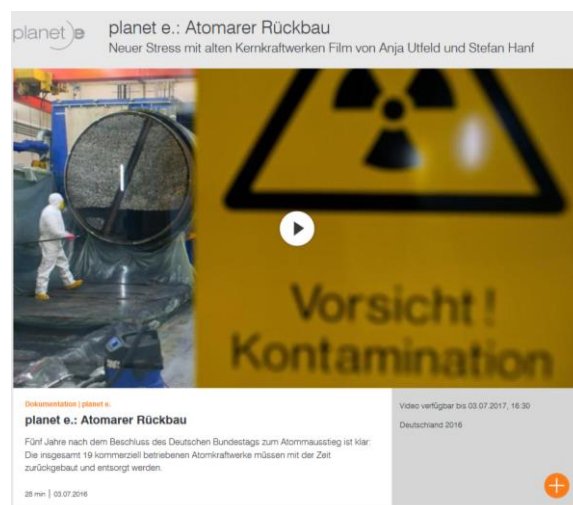 planet e
planet e.: Atomarer Rückbau
Neuer Stress mit alten Kernkraftwerken Film von Anja Utfeld und Stefan Hanf
Vorsicht!
Kontamination
Dokumentation | planet e.
planet e.: Atomarer Rückbau
Fünf Jahre nach dem Beschluss des Deutschen Bundestags zum Atomausstieg ist klar:
Die insgesamt 19 kommerziell betriebenen Atomkraftwerke müssen mit der Zeit
zurückgebaut und entsorgt werden.
28 min | 03.07.2016
Video verfügbar bis 03.07.2017, 16:30
Deutschland 2016